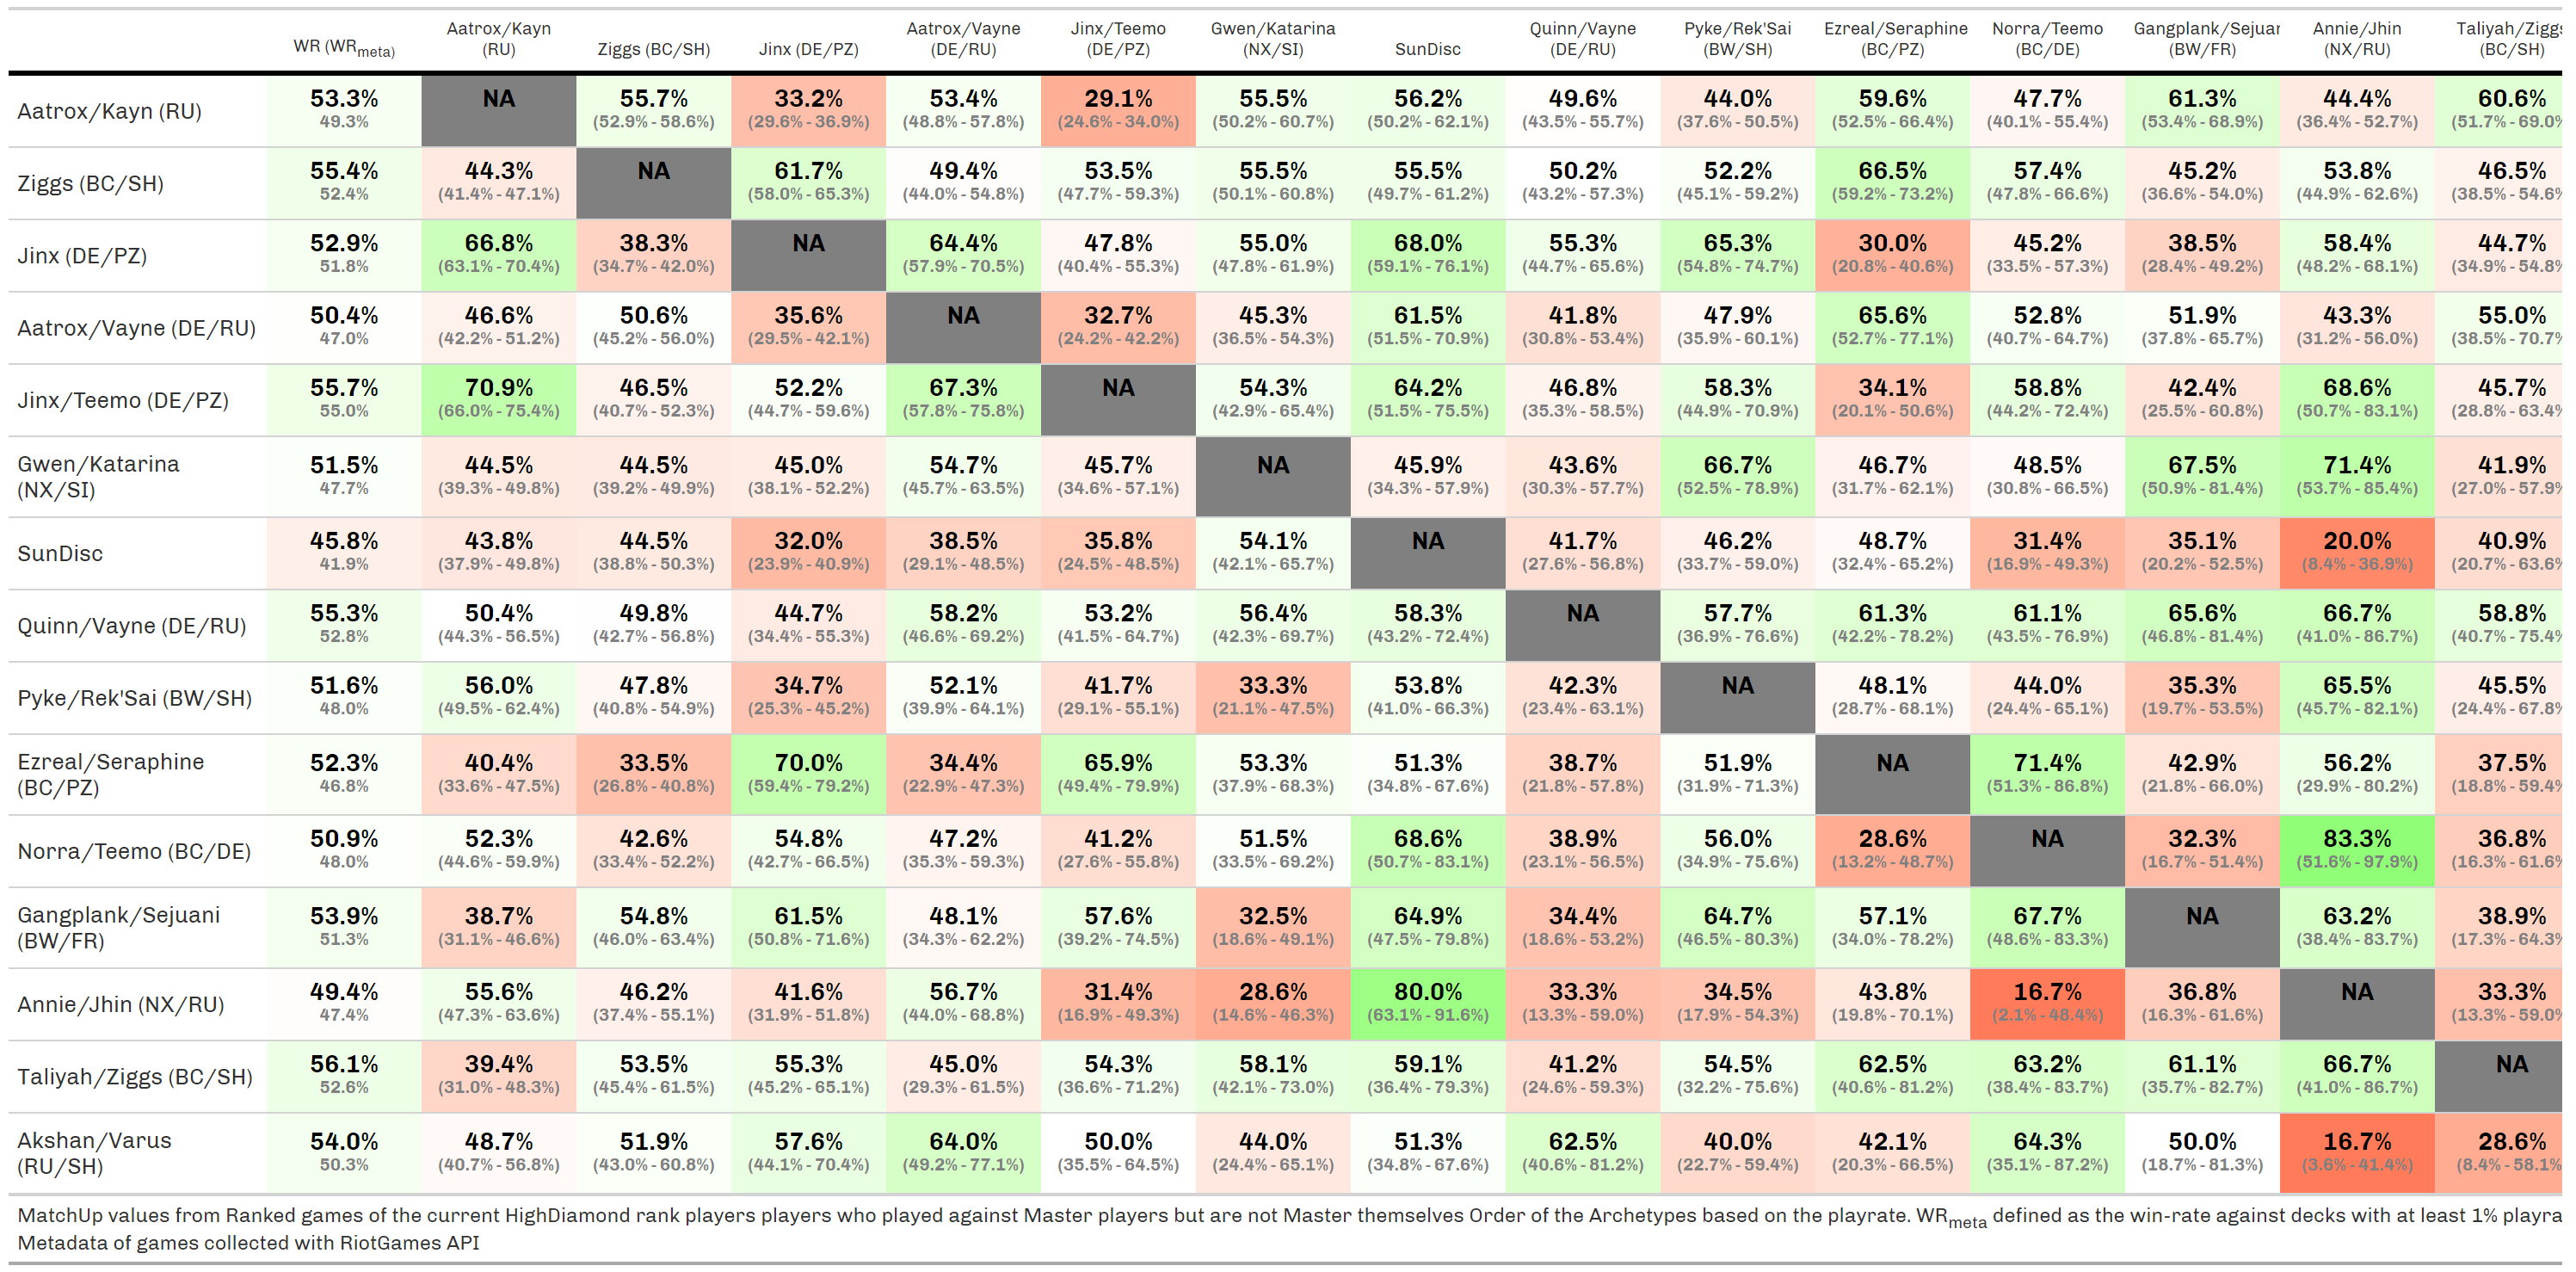 WR (WRmeta) Aatrox/Kayn (RU) Ziggs (BC/SH) Jinx (DE/PZ) Aatrox/Vayne (DE/RU) Jinx/Teemo (DE/PZ) Gwen/Katarina (NX/SI) SunDisc Quinn/Vayne (DE/RU) Pyke/Rek'Sai (BW/SH) Ezreal/Seraphine (BC/PZ) Norra/Teemo (BC/DE) Gangplank/Sejuar (BW/FR) Annie/Jhin (NX/RU) Taliyah/Ziggs (BC/SH)
Aatrox/Kayn (RU) 53.3% NA 55.7% 33.2% 53.4% 29.1% 55.5% 56.2% 49.6% 44.0% 59.6% 47.7% 61.3% 44.4% 60.6%
49.3% (52.9% - 58.6%) (29.6% - 36.9%) (48.8% - 57.8%) (24.6% - 34.0%) (50.2% - 60.7%) (50.2% - 62.1%) (43.5% - 55.7%) (37.6% - 50.5%) (52.5% - 66.4%) (40.1% - 55.4%) (53.4% - 68.9%) (36.4% - 52.7%) (51.7% - 69.0%
Ziggs (BC/SH) 55.4% 44.3% NA 61.7% 49.4% 53.5% 55.5% 55.5% 50.2% 52.2% 66.5% 57.4% 45.2% 53.8% 46.5%
52.4% (41.4% - 47.1%) (58.0% - 65.3%) (44.0% - 54.8%) (47.7% - 59.3%) (50.1% - 60.8%) (49.7% - 61.2%) (43.2% - 57.3%) (45.1% - 59.2%) (59.2% - 73.2%) (47.8% - 66.6%) (36.6% - 54.0%) (44.9% - 62.6%) (38.5% - 54.6%
Jinx (DE/PZ) 52.9% 66.8% 38.3% NA 64.4% 47.8% 55.0% 68.0% 55.3% 65.3% 30.0% 45.2% 38.5% 58.4% 44.7%
51.8% (63.1% - 70.4%) (34.7% - 42.0%) (57.9% - 70.5%) (40.4% - 55.3%) (47.8% - 61.9%) (59.1% - 76.1%) (44.7% - 65.6%) (54.8% - 74.7%) (20.8% - 40.6%) (33.5% - 57.3%) (28.4% - 49.2%) (48.2% - 68.1%) (34.9% - 54.8%
Aatrox/Vayne (DE/RU) 50.4% 46.6% 50.6% 35.6% NA 32.7% 45.3% 61.5% 41.8% 47.9% 65.6% 52.8% 51.9% 43.3% 55.0%
47.0% (42.2% - 51.2%) (45.2% - 56.0%) (29.5% - 42.1%) (24.2% - 42.2%) (36.5% - 54.3%) (51.5% - 70.9%) (30.8% - 53.4%) (35.9% - 60.1%) (52.7% - 77.1%) (40.7% - 64.7%) (37.8% - 65.7%) (31.2% - 56.0%) (38.5% - 70.7%
Jinx/Teemo (DE/PZ) 55.7% 70.9% 46.5% 52.2% 67.3% NA 54.3% 64.2% 46.8% 58.3% 34.1% 58.8% 42.4% 68.6% 45.7%
55.0% (66.0% - 75.4%) (40.7% - 52.3%) (44.7% - 59.6%) (57.8% - 75.8%) (42.9% - 65.4%) (51.5% - 75.5%) (35.3% - 58.5%) (44.9% - 70.9%) (20.1% - 50.6%) (44.2% - 72.4%) (25.5% - 60.8%) (50.7% - 83.1%) (28.8% - 63.4%
Gwen/Katarina (NX/SI) 51.5% 44.5% 44.5% 45.0% 54.7% 45.7% NA 45.9% 43.6% 66.7% 46.7% 48.5% 67.5% 71.4% 41.9%
47.7% (39.3% - 49.8%) (39.2% - 49.9%) (38.1% - 52.2%) (45.7% - 63.5%) (34.6% - 57.1%) (34.3% - 57.9%) (30.3% - 57.7%) (52.5% - 78.9%) (31.7% - 62.1%) (30.8% - 66.5%) (50.9% - 81.4%) (53.7% - 85.4%) (27.0% - 57.9%
SunDisc 45.8% 43.8% 44.5% 32.0% 38.5% 35.8% 54.1% NA 41.7% 46.2% 48.7% 31.4% 35.1% 20.0% 40.9%
41.9% (37.9% - 49.8%) (38.8% - 50.3%) (23.9% - 40.9%) (29.1% - 48.5%) (24.5% - 48.5%) (42.1% - 65.7%) (27.6% - 56.8%) (33.7% - 59.0%) (32.4% - 65.2%) (16.9% - 49.3%) (20.2% - 52.5%) (8.4% - 36.9%) (20.7% - 63.6%
Quinn/Vayne (DE/RU) 55.3% 50.4% 49.8% 44.7% 58.2% 53.2% 56.4% 58.3% NA 57.7% 61.3% 61.1% 65.6% 66.7% 58.8%
52.8% (44.3% - 56.5%) (42.7% - 56.8%) (34.4% - 55.3%) (46.6% - 69.2%) (41.5% - 64.7%) (42.3% - 69.7%) (43.2% - 72.4%) (36.9% - 76.6%) (42.2% - 78.2%) (43.5% - 76.9%) (46.8% - 81.4%) (41.0% - 86.7%) (40.7% - 75.4%
Pyke/Rek'Sai (BW/SH) 51.6% 56.0% 47.8% 34.7% 52.1% 41.7% 33.3% 53.8% 42.3% NA 48.1% 44.0% 35.3% 65.5% 45.5%
48.0% (49.5% - 62.4%) (40.8% - 54.9%) (25.3% - 45.2%) (39.9% - 64.1%) (29.1% - 55.1%) (21.1% - 47.5%) (41.0% - 66.3%) (23.4% - 63.1%) (28.7% - 68.1%) (24.4% - 65.1%) (19.7% - 53.5%) (45.7% - 82.1%) (24.4% - 67.8%
Ezreal/Seraphine (BC/PZ) 52.3% 40.4% 33.5% 70.0% 34.4% 65.9% 53.3% 51.3% 38.7% 51.9% NA 71.4% 42.9% 56.2% 37.5%
46.8% (33.6% - 47.5%) (26.8% - 40.8%) (59.4% - 79.2%) (22.9% - 47.3%) (49.4% - 79.9%) (37.9% - 68.3%) (34.8% - 67.6%) (21.8% - 57.8%) (31.9% - 71.3%) (51.3% - 86.8%) (21.8% - 66.0%) (29.9% - 80.2%) (18.8% - 59.4%
Norra/Teemo (BC/DE) 50.9% 52.3% 42.6% 54.8% 47.2% 41.2% 51.5% 68.6% 38.9% 56.0% 28.6% NA 32.3% 83.3% 36.8%
48.0% (44.6% - 59.9%) (33.4% - 52.2%) (42.7% - 66.5%) (35.3% - 59.3%) (27.6% - 55.8%) (33.5% - 69.2%) (50.7% - 83.1%) (23.1% - 56.5%) (34.9% - 75.6%) (13.2% - 48.7%) (16.7% - 51.4%) (51.6% - 97.9%) (16.3% - 61.6%
Gangplank/Sejuani (BW/FR) 53.9% 38.7% 54.8% 61.5% 48.1% 57.6% 32.5% 64.9% 34.4% 64.7% 57.1% 67.7% NA 63.2% 38.9%
51.3% (31.1% - 46.6%) (46.0% - 63.4%) (50.8% - 71.6%) (34.3% - 62.2%) (39.2% - 74.5%) (18.6% - 49.1%) (47.5% - 79.8%) (18.6% - 53.2%) (46.5% - 80.3%) (34.0% - 78.2%) (48.6% - 83.3%) (38.4% - 83.7%) (17.3% - 64.3%
Annie/Jhin (NX/RU) 49.4% 55.6% 46.2% 41.6% 56.7% 31.4% 28.6% 80.0% 33.3% 34.5% 43.8% 16.7% 36.8% NA 33.3%
47.4% (47.3% - 63.6%) (37.4% - 55.1%) (31.9% - 51.8%) (44.0% - 68.8%) (16.9% - 49.3%) (14.6% - 46.3%) (63.1% - 91.6%) (13.3% - 59.0%) (17.9% - 54.3%) (19.8% - 70.1%) (2.1% - 48.4%) (16.3% - 61.6%) (13.3% - 59.0%
Taliyah/Ziggs (BC/SH) 56.1% 39.4% 53.5% 55.3% 45.0% 54.3% 58.1% 59.1% 41.2% 54.5% 62.5% 63.2% 61.1% 66.7% NA
52.6% (31.0% - 48.3%) (45.4% - 61.5%) (45.2% - 65.1%) (29.3% - 61.5%) (36.6% - 71.2%) (42.1% - 73.0%) (36.4% - 79.3%) (24.6% - 59.3%) (32.2% - 75.6%) (40.6% - 81.2%) (38.4% - 83.7%) (35.7% - 82.7%) (41.0% - 86.7%)
Akshan/Varus (RU/SH) 54.0% 48.7% 51.9% 57.6% 64.0% 50.0% 44.0% 51.3% 62.5% 40.0% 42.1% 64.3% 50.0% 16.7% 28.6%
50.3% (40.7% - 56.8%) (43.0% - 60.8%) (44.1% - 70.4%) (49.2% - 77.1%) (35.5% - 64.5%) (24.4% - 65.1%) (34.8% - 67.6%) (40.6% - 81.2%) (22.7% - 59.4%) (20.3% - 66.5%) (35.1% - 87.2%) (18.7% - 81.3%) (3.6% - 41.4%) (8.4% - 58.1%
MatchUp values from Ranked games of the current HighDiamond rank players players who played against Master players but are not Master themselves Order of the Archetypes based on the playrate. WRmeta defined as the win-rate against decks with at least 1% playra
Metadata of games collected with RiotGames API